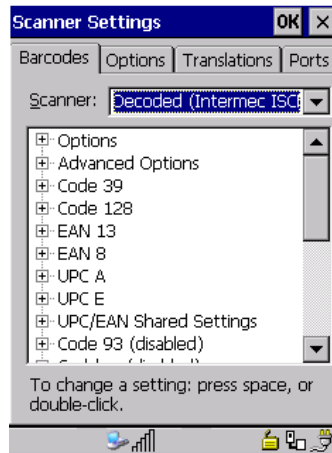 Scanner Settings OK ×
Barcodes Options Translations Ports
Scanner: Decoded (Intermec ISC
Options
Advanced Options
Code 39
Code 128
EAN 13
EAN 8
UPC A
UPC E
UPC/EAN Shared Settings
Code 93 (disabled)
To change a setting: press space, or
double-click.